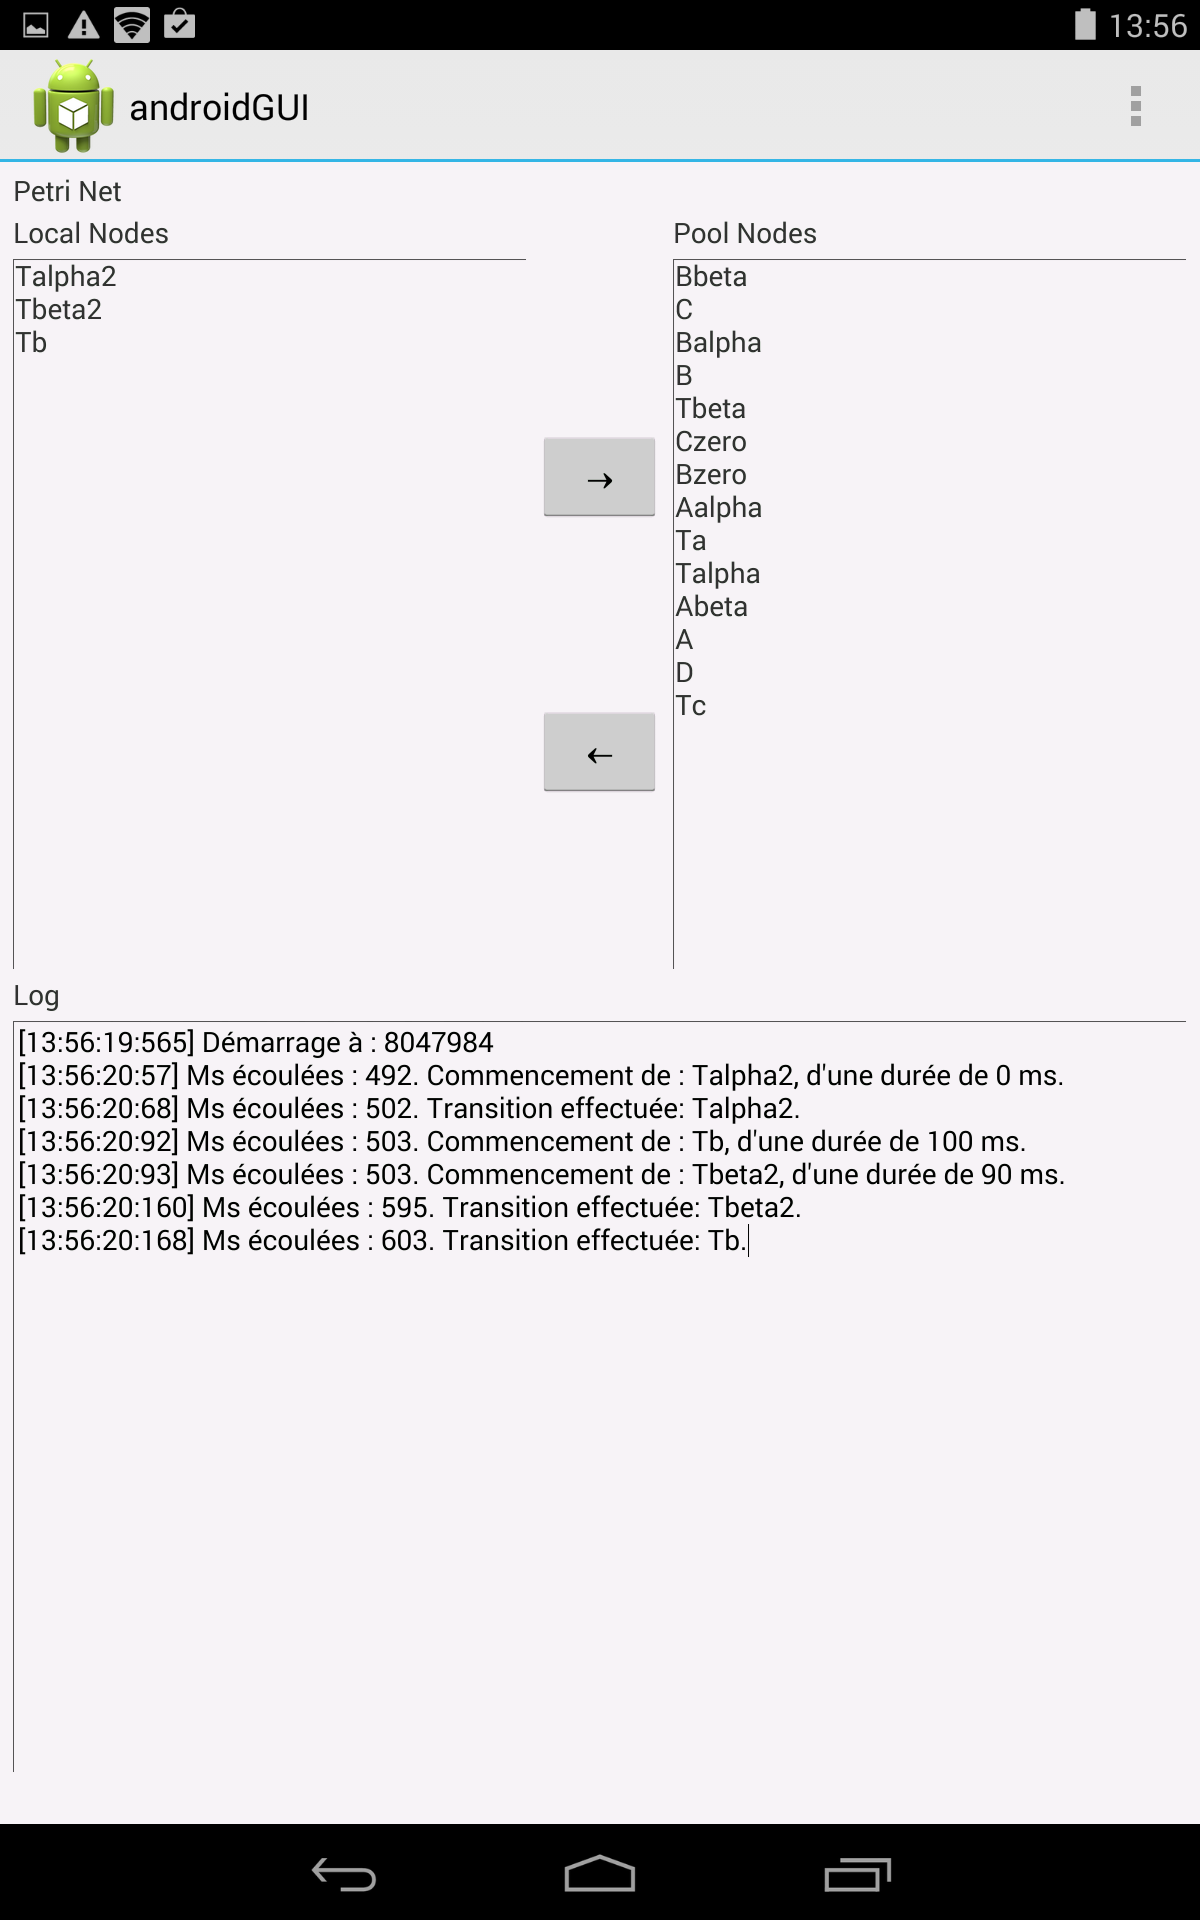 13:56
androidGUI
Petri Net
Local Nodes
Talpha2
Tbeta2
Tb
→
←
Pool Nodes
Bbeta
C
Balpha
B
Tbeta
Czero
Bzero
Aalpha
Ta
Talpha
Abeta
A
D
Tc
Log
[13:56:19:565] Démarrage à : 8047984
[13:56:20:57] Ms écoulées : 492. Commencement de : Talpha2, d'une durée de 0 ms.
[13:56:20:68] Ms écoulées : 502. Transition effectuée: Talpha2.
[13:56:20:92] Ms écoulées : 503. Commencement de : Tb, d'une durée de 100 ms.
[13:56:20:93] Ms écoulées : 503. Commencement de : Tbeta2, d'une durée de 90 ms.
[13:56:20:160] Ms écoulées : 595. Transition effectuée: Tbeta2.
[13:56:20:168] Ms écoulées : 603. Transition effectuée: Tb.